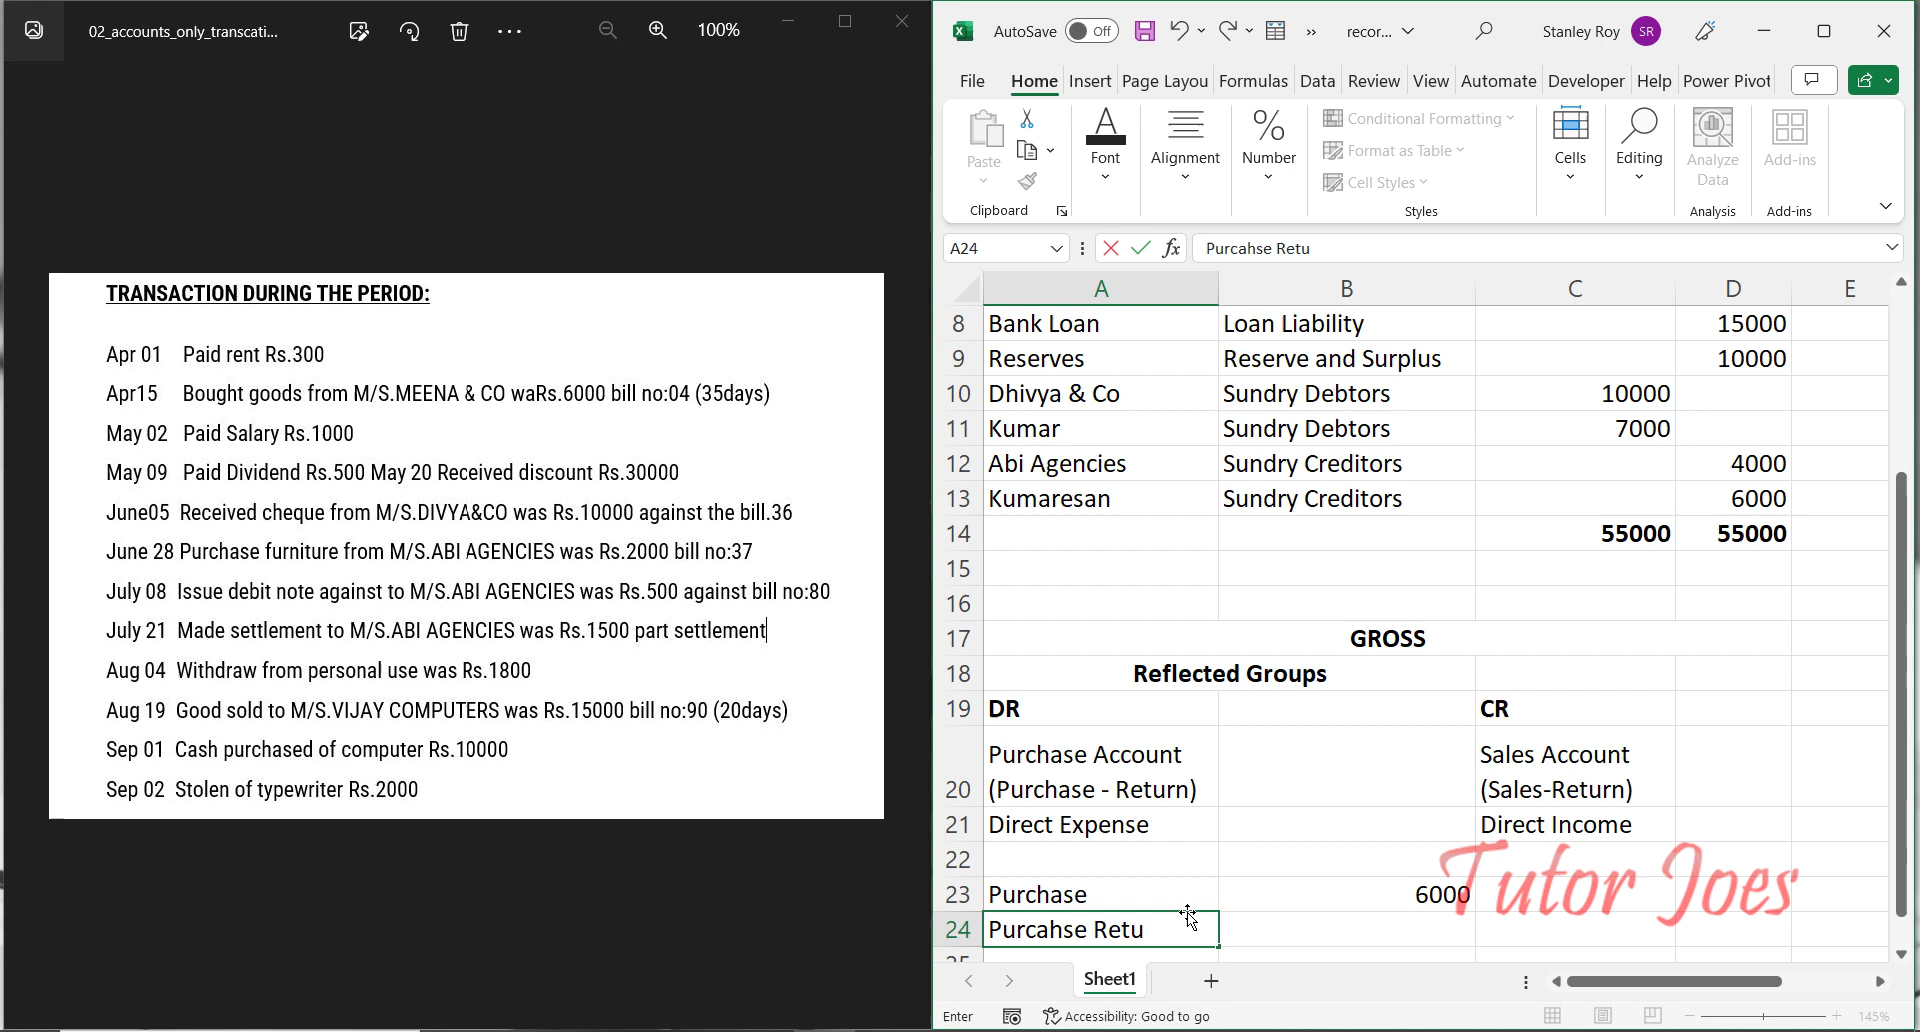 02_accounts_only_transcati...
100%
TRANSACTION DURING THE PERIOD:
Apr 01 Paid rent Rs.300
Apr15 Bought goods from M/S.MEENA & CO waRs.6000 bill no:04 (35days)
May 02 Paid Salary Rs.1000
May 09 Paid Dividend Rs.500 May 20 Received discount Rs.30000
June05 Received cheque from M/S.DIVYA&CO was Rs.10000 against the bill.36
June 28 Purchase furniture from M/S.ABI AGENCIES was Rs.2000 bill no:37
July 08 Issue debit note against to M/S.ABI AGENCIES was Rs.500 against bill no:80
July 21 Made settlement to M/S.ABI AGENCIES was Rs.1500 part settlement
Aug 04 Withdraw from personal use was Rs.1800
Aug 19 Good sold to M/S.VIJAY COMPUTERS was Rs.15000 bill no:90 (20days)
Sep 01 Cash purchased of computer Rs.10000
Sep 02 Stolen of typewriter Rs.2000
AutoSave Off recor... Stanley Roy SR
File Home Insert Page Layou Formulas Data Review View Automate Developer Help Power Pivot
Paste Font Alignment Number Conditional Formatting Format as Table Cell Styles Cells Editing Analyze Data Add-ins
Clipboard Styles Analysis Add-ins
A24 fx Purcahse Retu
A B C D E
8 Bank Loan Loan Liability 15000
9 Reserves Reserve and Surplus 10000
10 Dhivya & Co Sundry Debtors 10000
11 Kumar Sundry Debtors 7000
12 Abi Agencies Sundry Creditors 4000
13 Kumaresan Sundry Creditors 6000
14 55000 55000
15
16
17 GROSS
18 Reflected Groups
19 DR CR
Purchase Account Sales Account
20 (Purchase - Return) (Sales-Return)
21 Direct Expense Direct Income
22
23 Purchase 6000
24 Purcahse Retu
25
Tutor Joes
Sheet1
Enter Accessibility: Good to go 145%